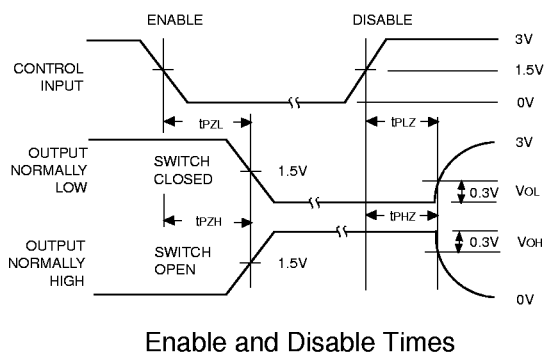 ENABLE
DISABLE
3V
CONTROL
INPUT
1.5V
0V
tPZL
tPLZ
3V
OUTPUT
NORMALLY
LOW
SWITCH
CLOSED
1.5V
0.3V
VOL
tPZH
tPHZ
OUTPUT
NORMALLY
HIGH
SWITCH
OPEN
1.5V
0.3V
VOH
0V
Enable and Disable Times